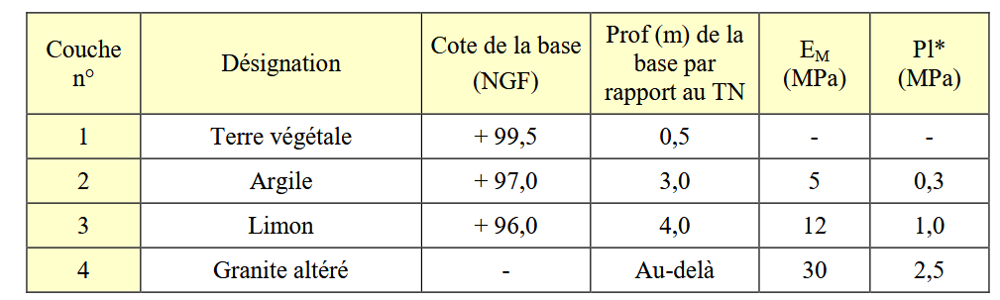 Couche n° | Désignation | Cote de la base (NGF) | Prof (m) de la base par rapport au TN | EM (MPa) | Pl* (MPa)
1 | Terre végétale | + 99,5 | 0,5 | - | -
2 | Argile | + 97,0 | 3,0 | 5 | 0,3
3 | Limon | + 96,0 | 4,0 | 12 | 1,0
4 | Granite altéré | - | Au-delà | 30 | 2,5